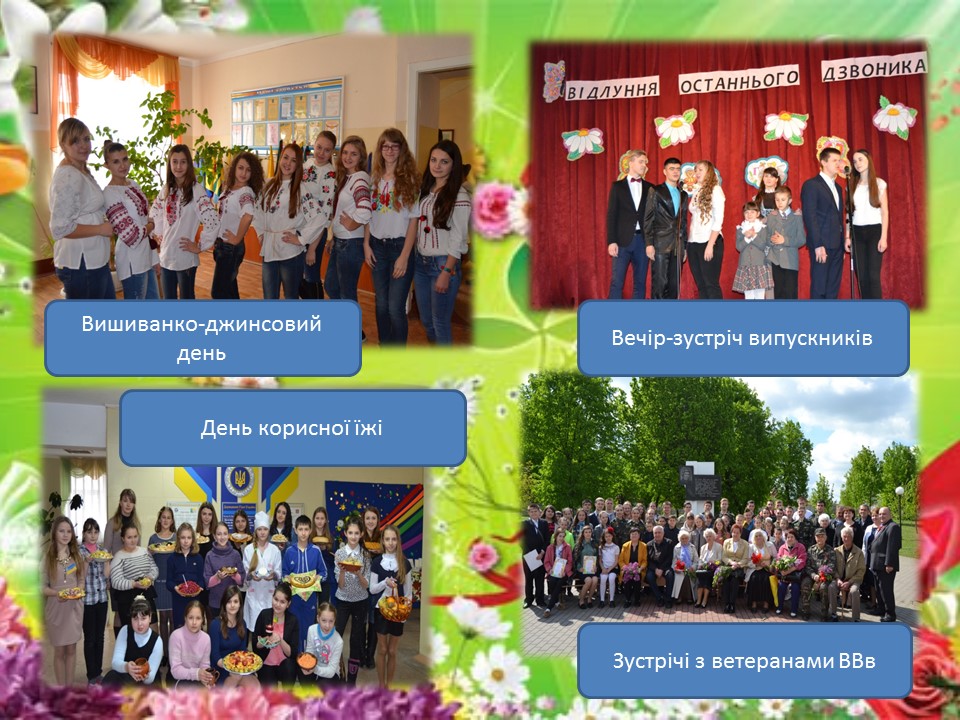 ВІДЛУННЯ ОСТАННЬОГО ДЗВОНИКА
Вишиванко-джинсовий
день
Вечір-зустріч випускників
День корисної їжі
Зустрічі з ветеранами ВВв